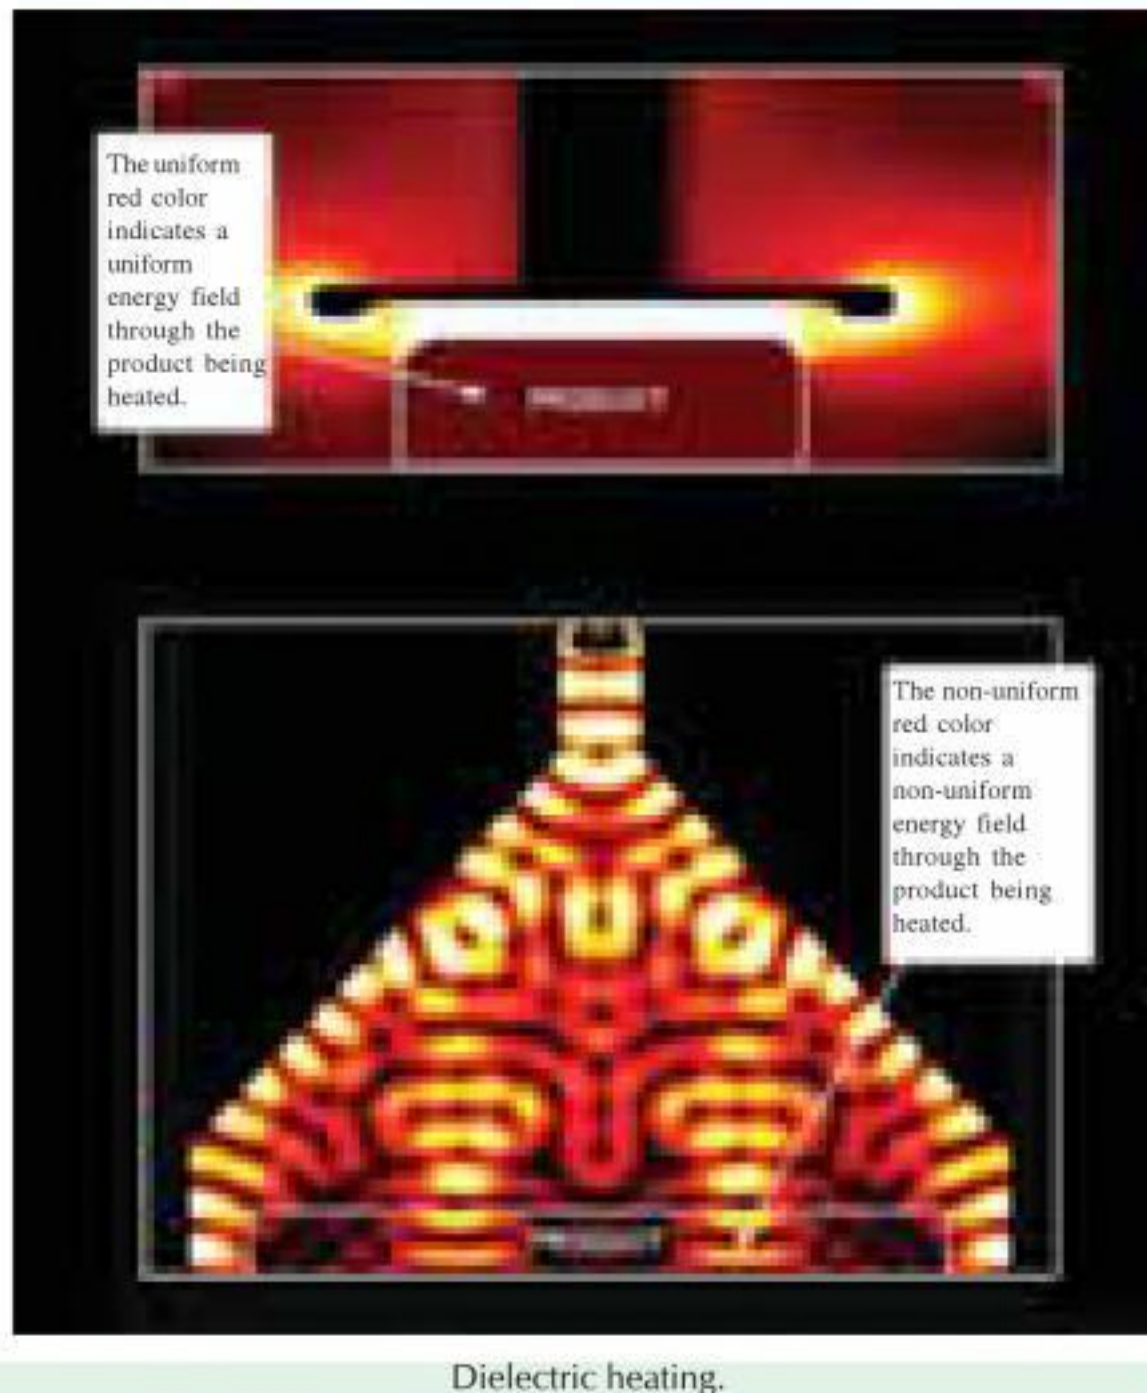 The uniform
red color
indicates a
uniform
energy field
through the
product being
heated.
The non-uniform
red color
indicates a
non-uniform
energy field
through the
product being
heated.
Dielectric heating.